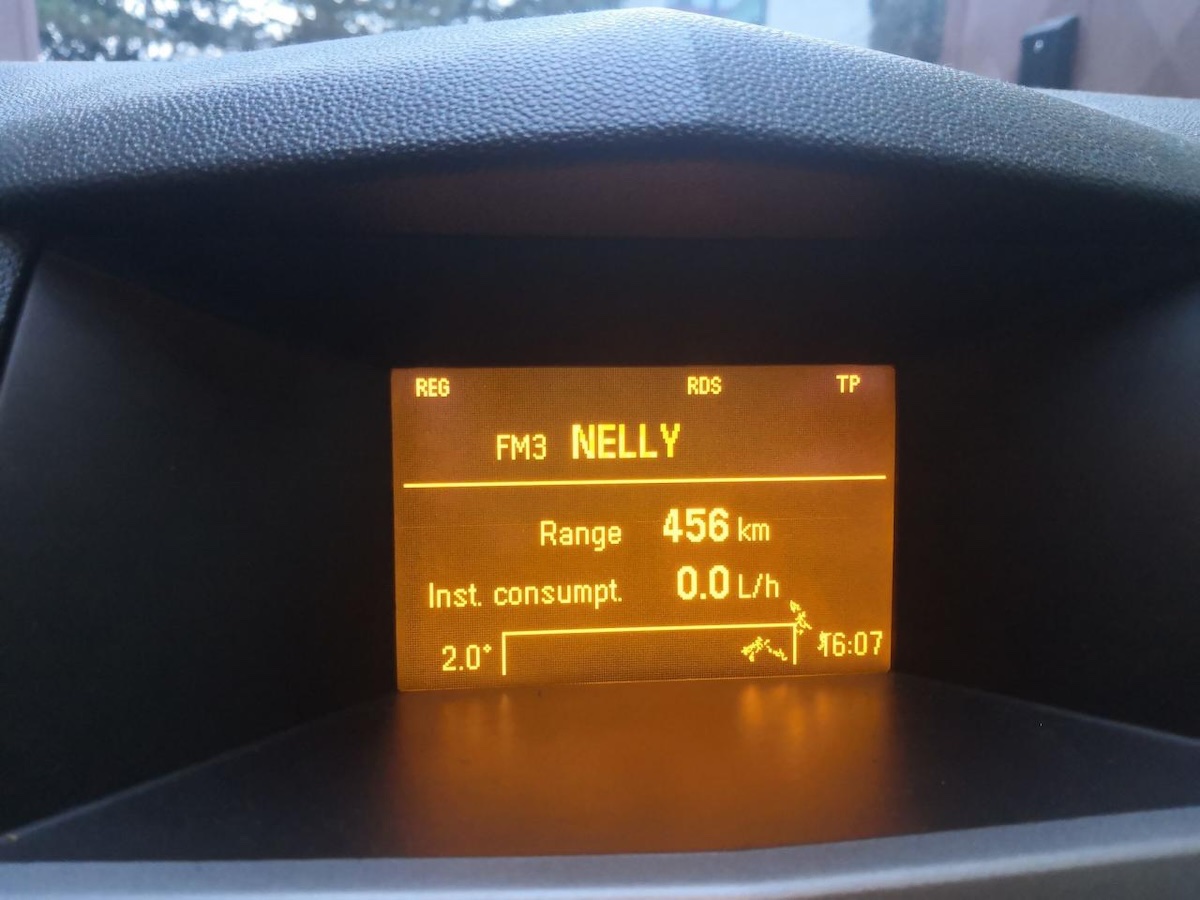 REG RDS TP
FM3 NELLY
Range 456 km
Inst. consumpt. 0.0 L/h
2.0° 16:07